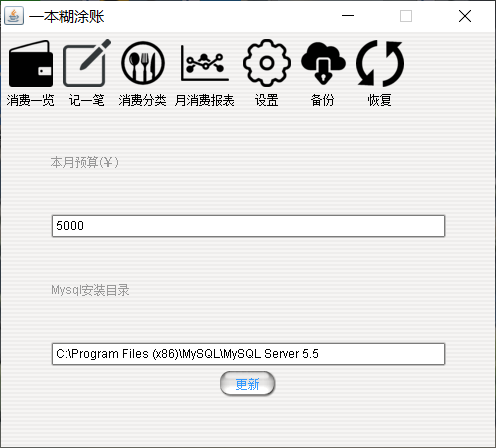 一本糊涂账
消费一览 记一笔 消费分类 月消费报表 设置 备份 恢复
本月预算(￥)
5000
Mysql安装目录
C:\Program Files (x86)\MySQL\MySQL Server 5.5
更新